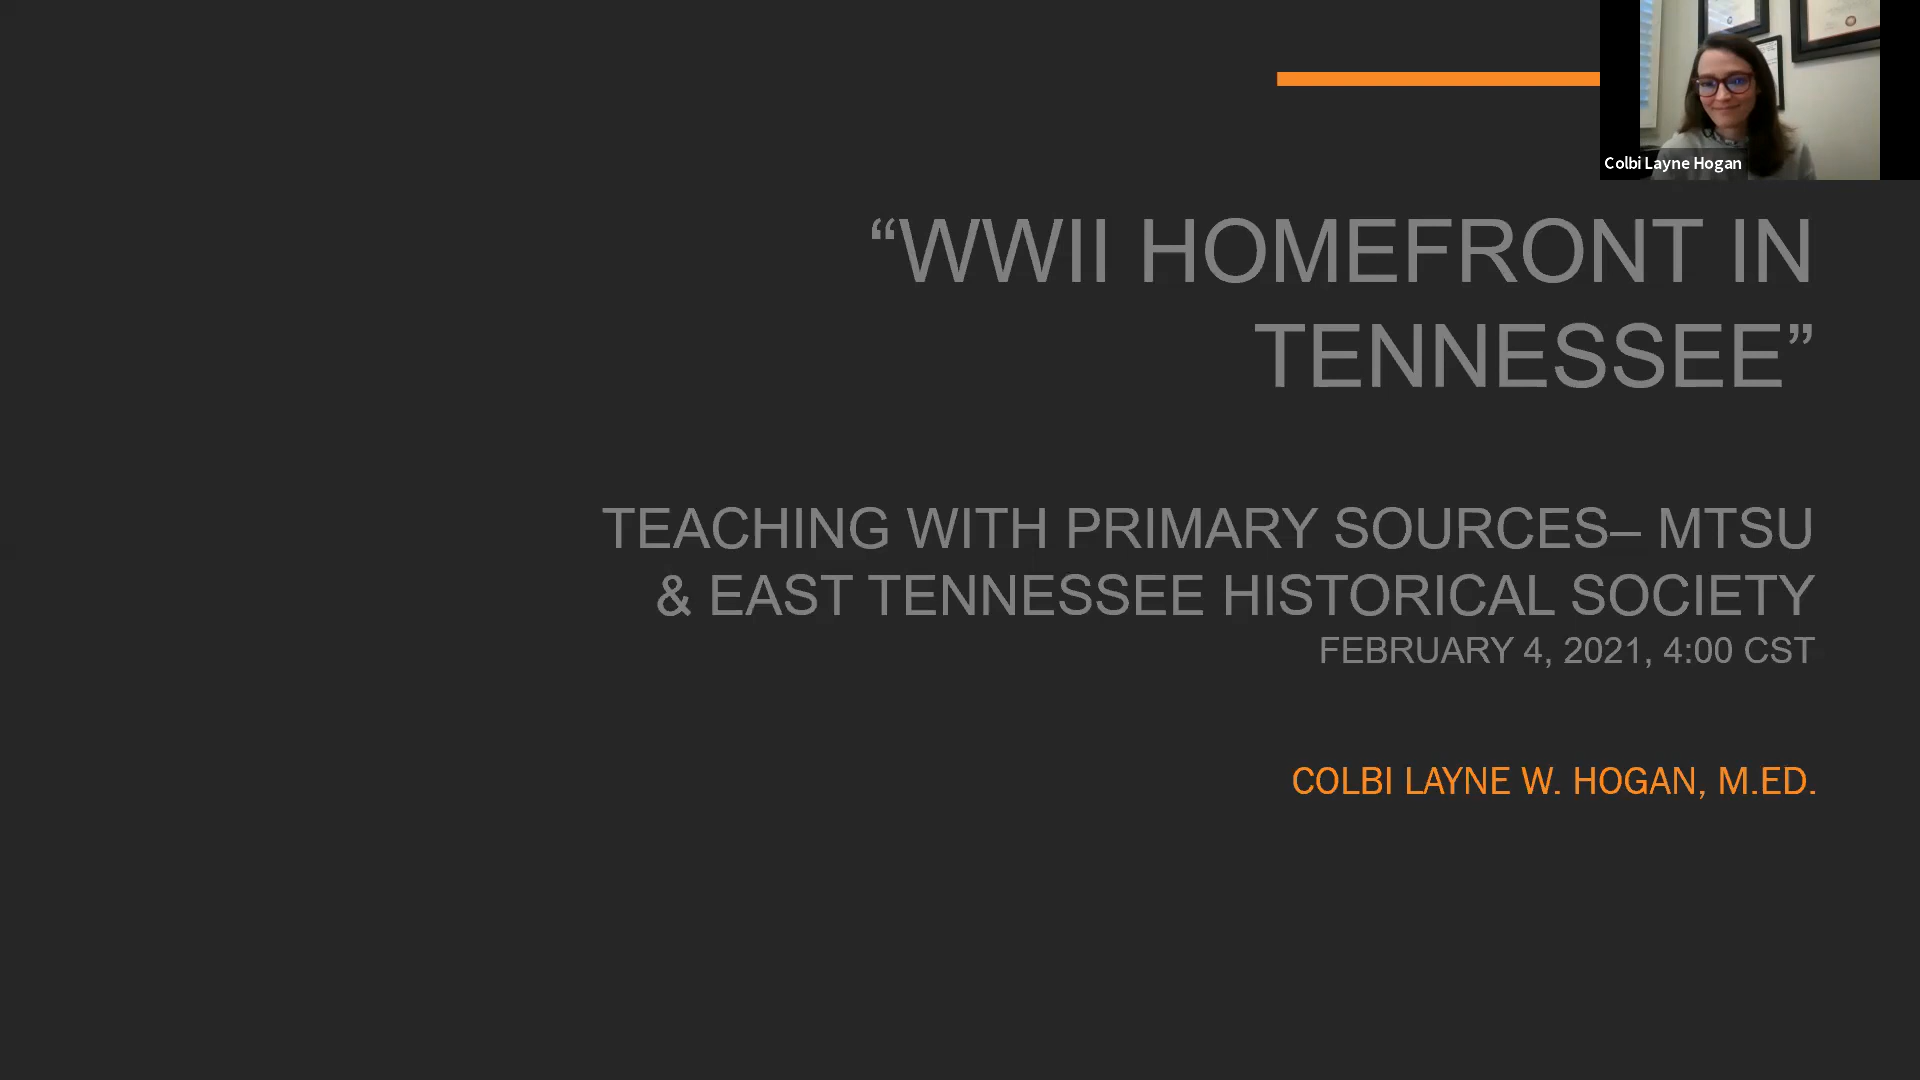 Colbi Layne Hogan
“WWII HOMEFRONT IN
TENNESSEE”
TEACHING WITH PRIMARY SOURCES– MTSU
& EAST TENNESSEE HISTORICAL SOCIETY
FEBRUARY 4, 2021, 4:00 CST
COLBI LAYNE W. HOGAN, M.ED.